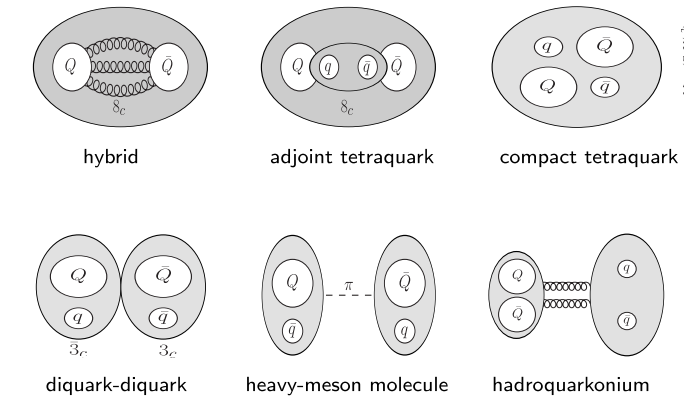 Q Q̄
8c
hybrid
Q q q̄ Q̄
8c
adjoint tetraquark
q Q̄
Q q̄
compact tetraquark
Q Q̄
q q̄
3̄c 3c
diquark-diquark
Q π Q̄
q̄ q
heavy-meson molecule
Q q
Q̄ q
hadroquarkonium